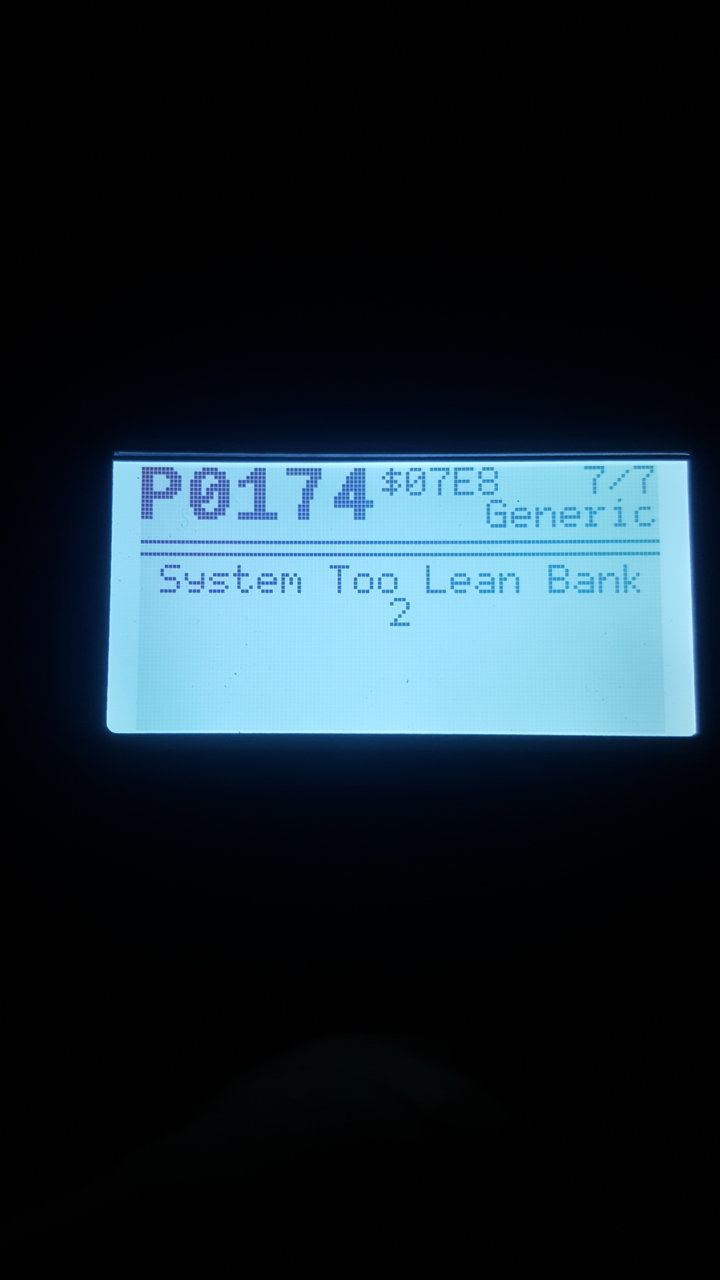 P0174 $07E8 7/7
Generic
System Too Lean Bank
2